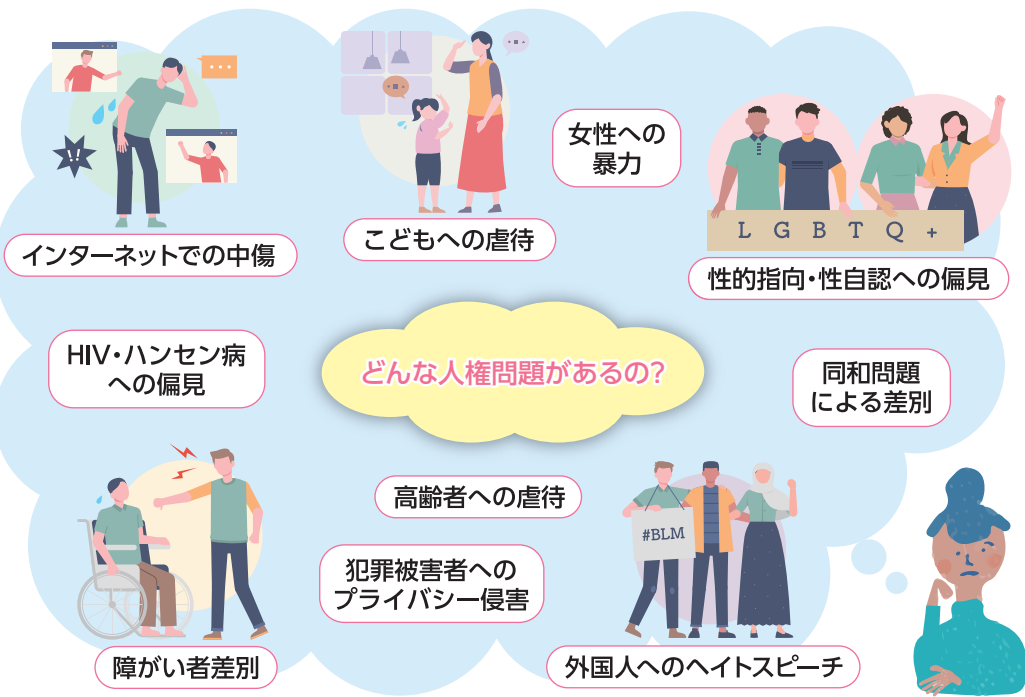 インターネットでの中傷
こどもへの虐待
女性への
暴力
L G B T Q +
性的指向・性自認への偏見
HIV・ハンセン病
への偏見
どんな人権問題があるの?
同和問題
による差別
高齢者への虐待
#BLM
犯罪被害者への
プライバシー侵害
障がい者差別
外国人へのヘイトスピーチ